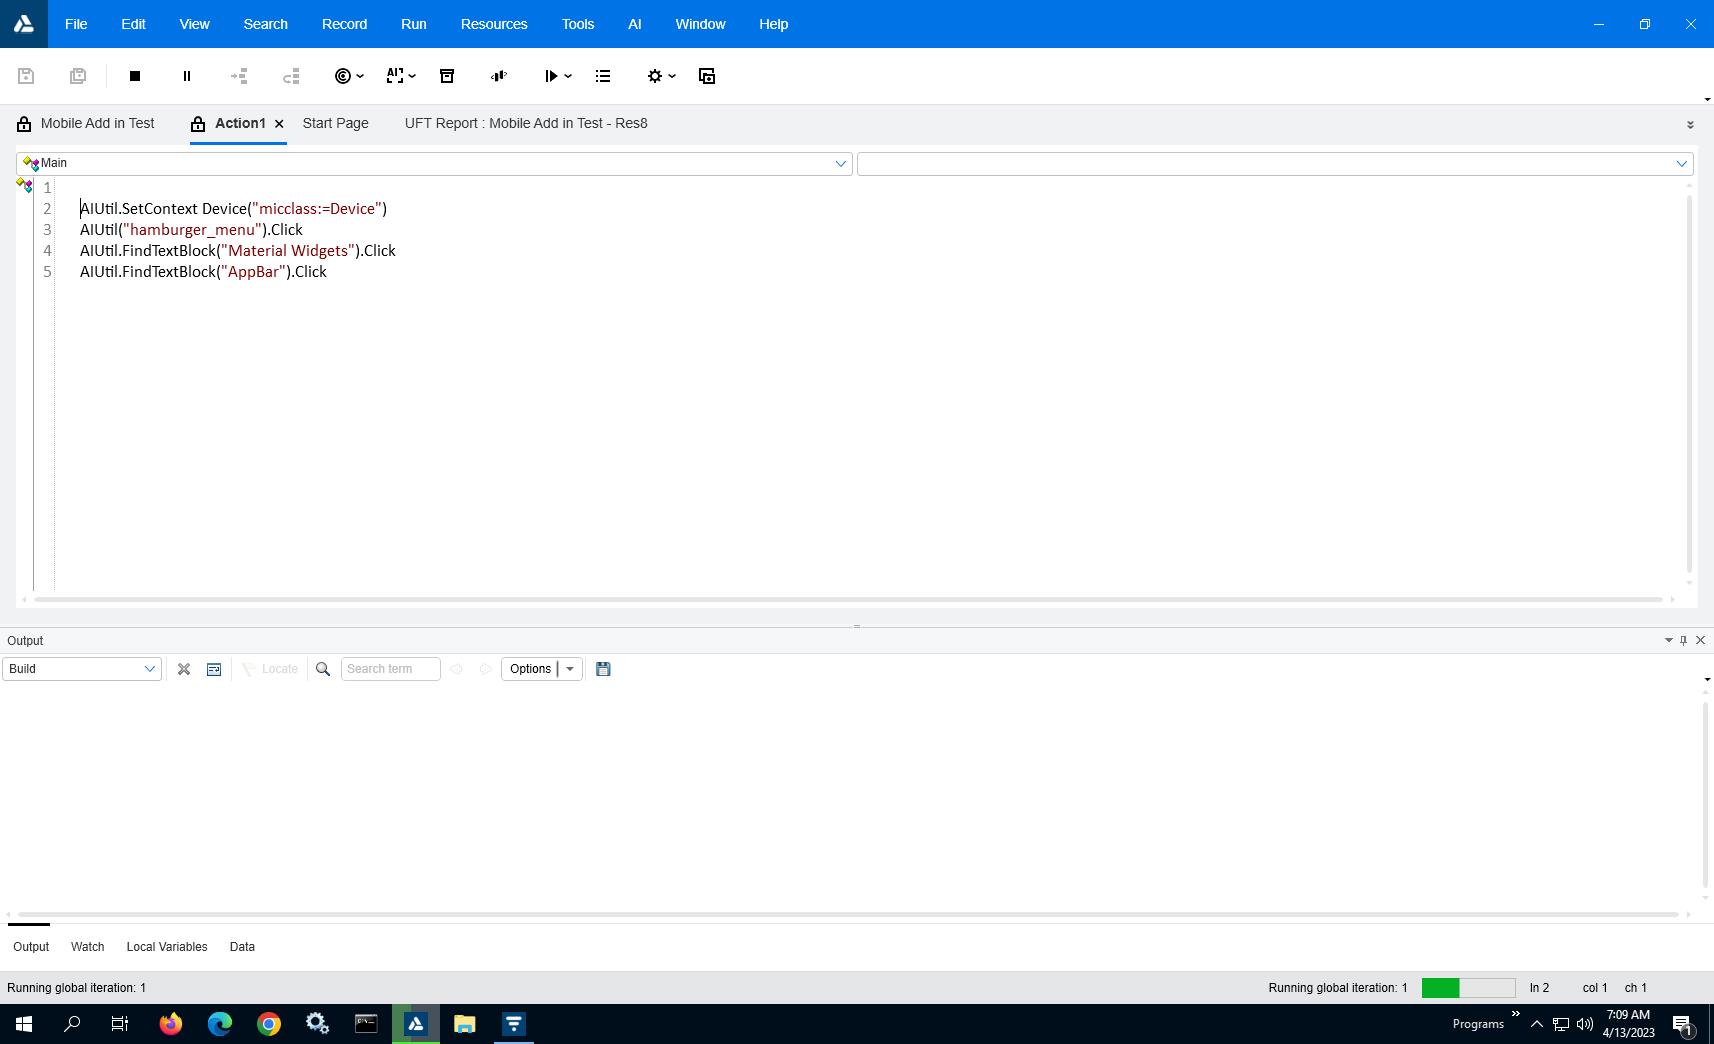 File Edit View Search Record Run Resources Tools AI Window Help
AI
Mobile Add in Test Action1 Start Page UFT Report : Mobile Add in Test - Res8
Main
1
2 AIUtil.SetContext Device("micclass:=Device")
3 AIUtil("hamburger_menu").Click
4 AIUtil.FindTextBlock("Material Widgets").Click
5 AIUtil.FindTextBlock("AppBar").Click
Output
Build Locate Search term Options
Output Watch Local Variables Data
Running global iteration: 1 Running global iteration: 1 ln 2 col 1 ch 1
Programs 7:09 AM
4/13/2023
1